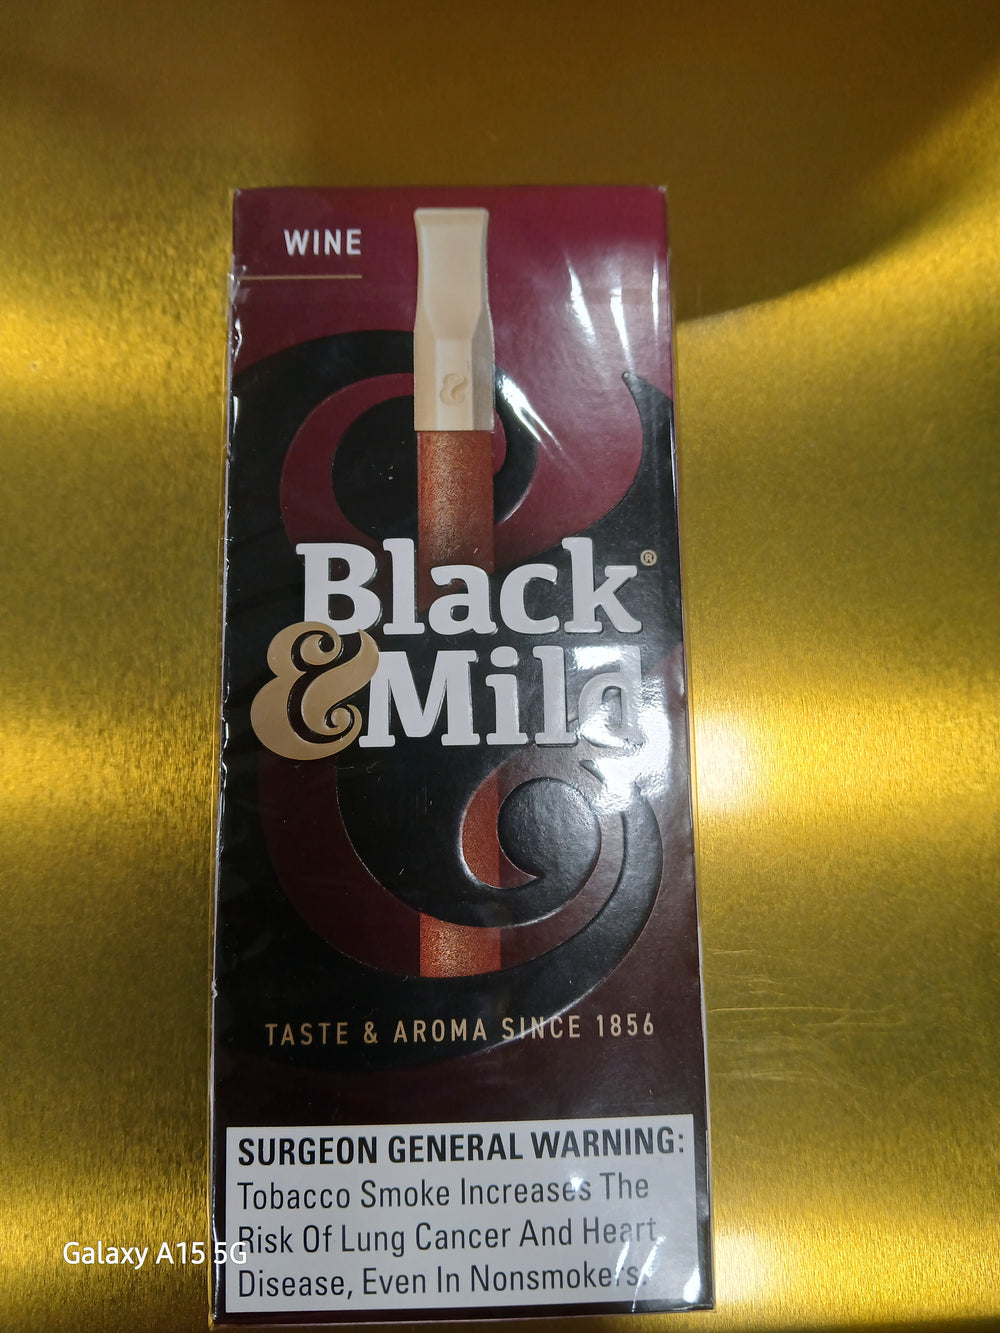 WINE
&
Black®
&Mild
TASTE & AROMA SINCE 1856
SURGEON GENERAL WARNING:
Tobacco Smoke Increases The
Risk Of Lung Cancer And Heart
Disease, Even In Nonsmokers.
Galaxy A15 5G